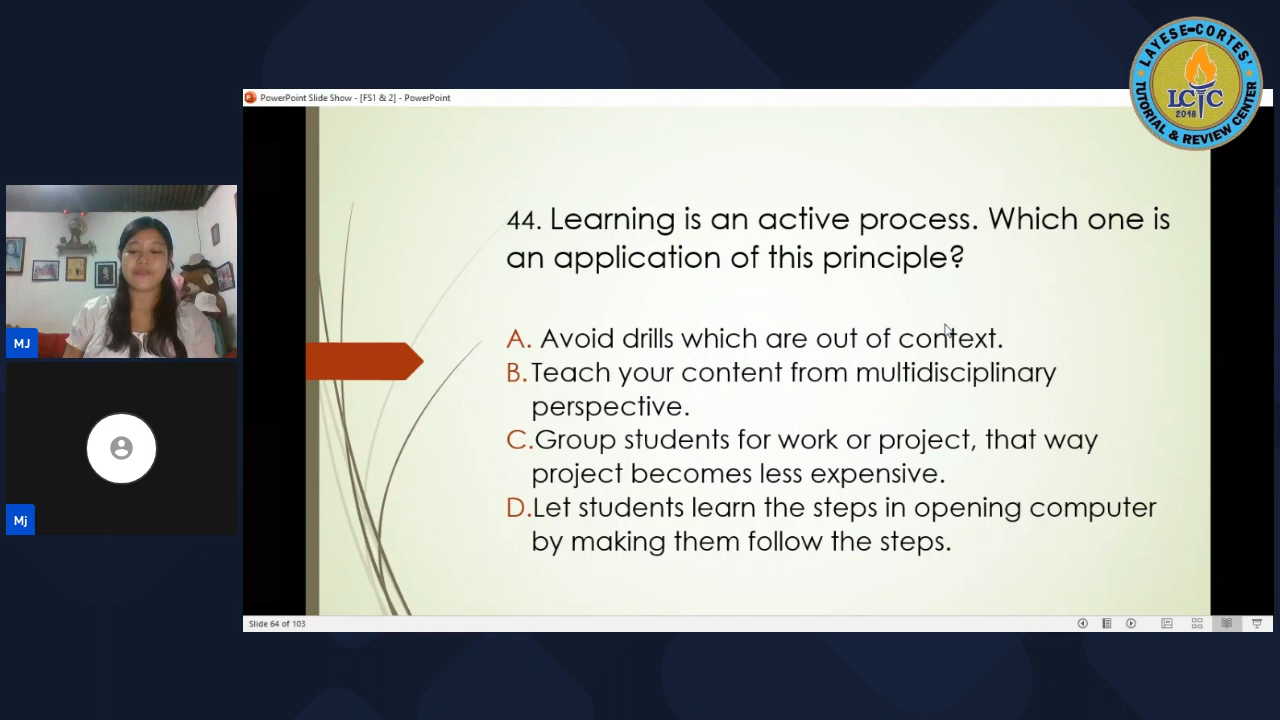 LAYESE-CORTES'
LCTC
2018
TUTORIAL & REVIEW CENTER
PowerPoint Slide Show - [FS1 & 2] - PowerPoint
44. Learning is an active process. Which one is
an application of this principle?
A. Avoid drills which are out of context.
B. Teach your content from multidisciplinary
perspective.
C. Group students for work or project, that way
project becomes less expensive.
D. Let students learn the steps in opening computer
by making them follow the steps.
MJ
Mj
Slide 64 of 103